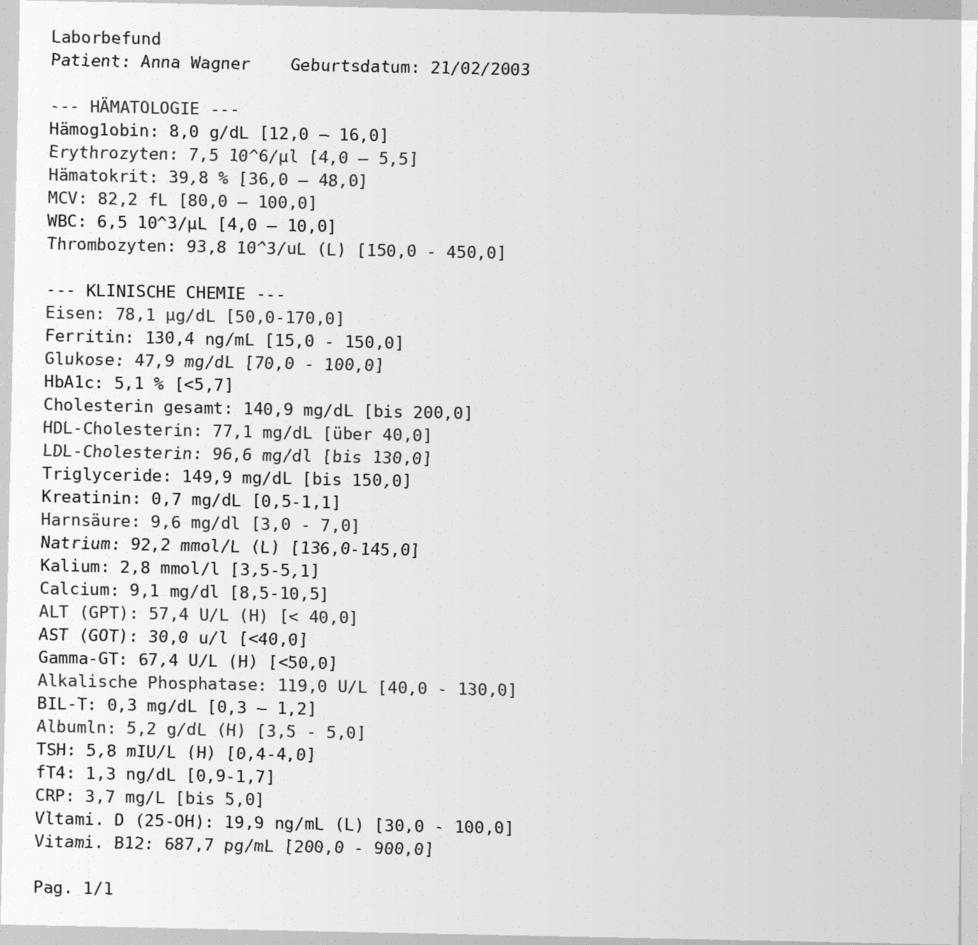 Laborbefund
Patient: Anna Wagner    Geburtsdatum: 21/02/2003
--- HÄMATOLOGIE ---
Hämog1obin: 8,0 g/dL [12,0 – 16,0]
Erythrozyten: 7,5 10^6/µl [4,0 – 5,5]
Hämatokrit: 39,8 % [36,0 – 48,0]
MCV: 82,2 fL [80,0 – 100,0]
WBC: 6,5 10^3/µL [4,0 – 10,0]
Thrombozyten: 93,8 10^3/uL (L) [150,0 - 450,0]
--- KLINISCHE CHEMIE ---
Eisen: 78,1 µg/dL [50,0-170,0]
Ferritin: 130,4 ng/mL [15,0 - 150,0]
Glukose: 47,9 mg/dL [70,0 - 100,0]
HbA1c: 5,1 % [<5,7]
Cholesterin gesamt: 140,9 mg/dL [bis 200,0]
HDL-Cholesterin: 77,1 mg/dL [über 40,0]
LDL-Cholesterin: 96,6 mg/dl [bis 130,0]
Triglyceride: 149,9 mg/dL [bis 150,0]
Kreatinin: 0,7 mg/dL [0,5-1,1]
Harnsäure: 9,6 mg/dl [3,0 - 7,0]
Natrium: 92,2 mmol/L (L) [136,0-145,0]
Kalium: 2,8 mmol/l [3,5-5,1]
Calcium: 9,1 mg/dl [8,5-10,5]
ALT (GPT): 57,4 U/L (H) [< 40,0]
AST (GOT): 30,0 u/l [<40,0]
Gamma-GT: 67,4 U/L (H) [<50,0]
Alkalische Phosphatase: 119,0 U/L [40,0 - 130,0]
BIL-T: 0,3 mg/dL [0,3 – 1,2]
Albumln: 5,2 g/dL (H) [3,5 - 5,0]
TSH: 5,8 mIU/L (H) [0,4-4,0]
fT4: 1,3 ng/dL [0,9-1,7]
CRP: 3,7 mg/L [bis 5,0]
Vltami. D (25-OH): 19,9 ng/mL (L) [30,0 - 100,0]
Vitami. B12: 687,7 pg/mL [200,0 - 900,0]
Pag. 1/1